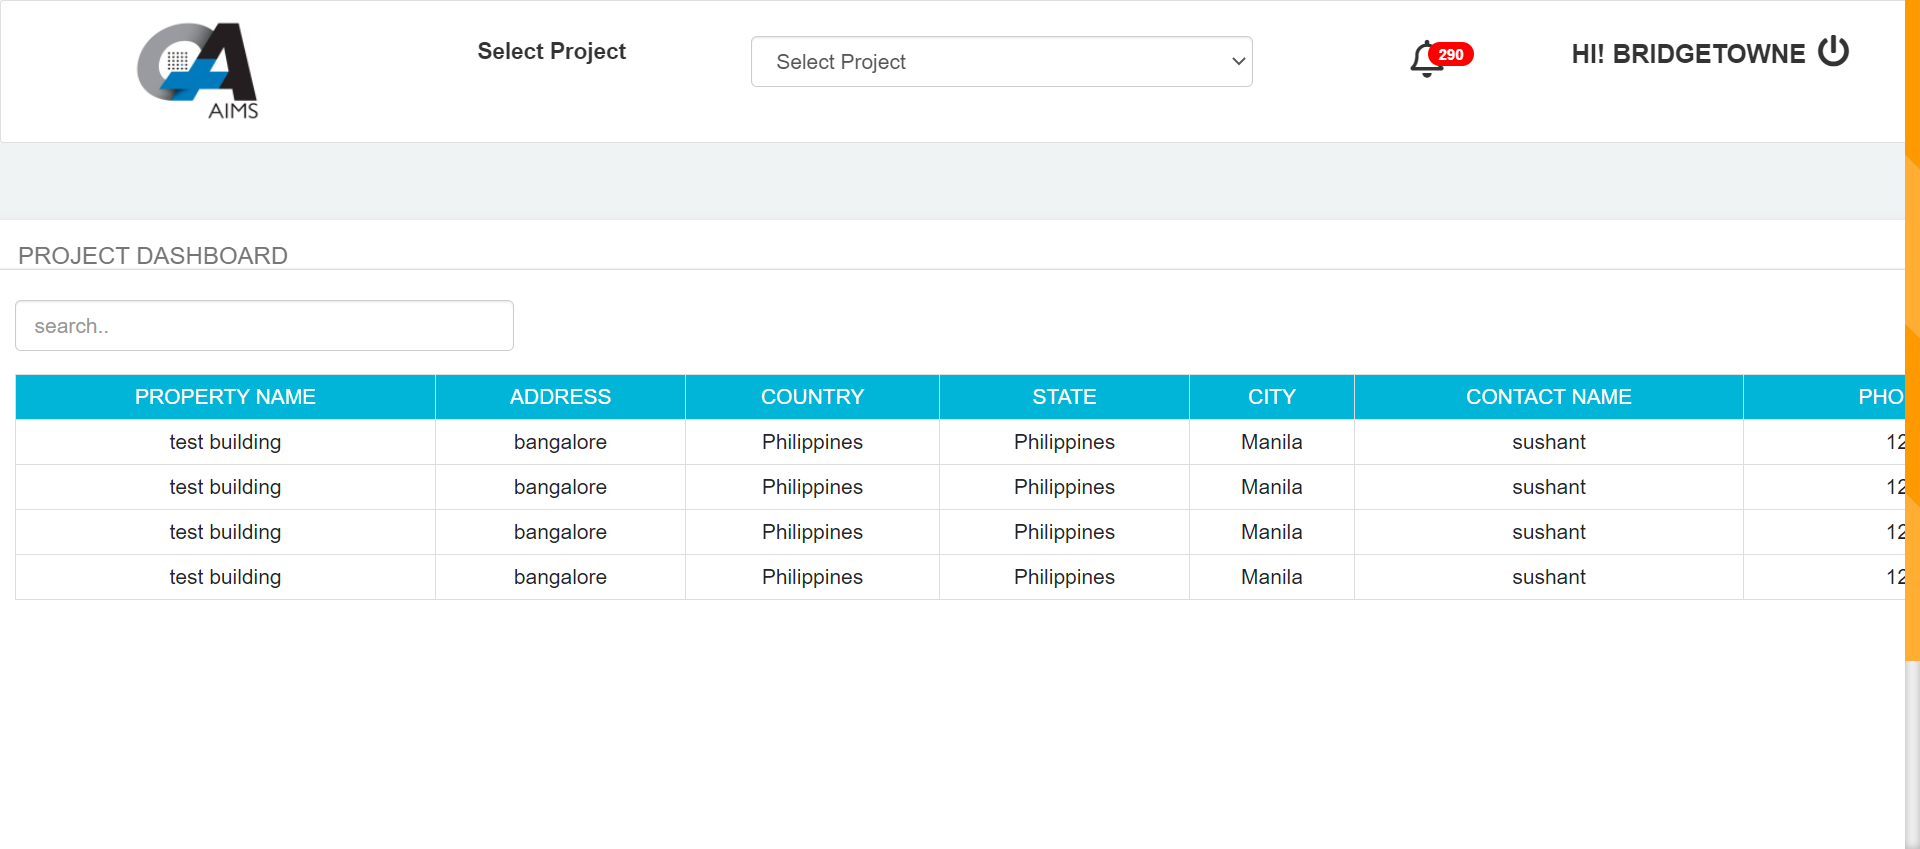 AIMS
Select Project
Select Project
290
HI! BRIDGETOWNE
PROJECT DASHBOARD
search..
PROPERTY NAME ADDRESS COUNTRY STATE CITY CONTACT NAME PHO
test building bangalore Philippines Philippines Manila sushant 12
test building bangalore Philippines Philippines Manila sushant 12
test building bangalore Philippines Philippines Manila sushant 12
test building bangalore Philippines Philippines Manila sushant 12